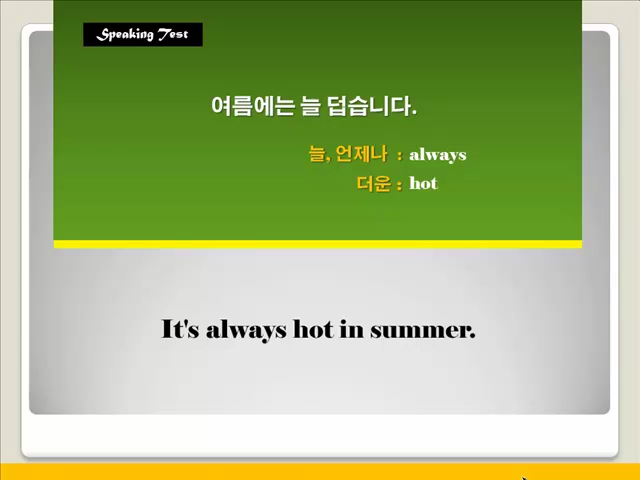 Speaking Test
여름에는 늘 덥습니다.
늘, 언제나 : always
더운 : hot
It's always hot in summer.